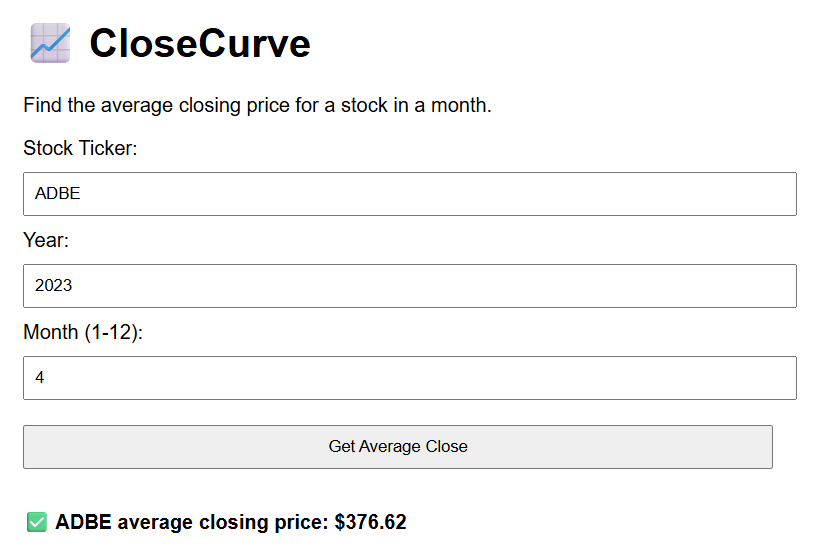 CloseCurve
Find the average closing price for a stock in a month.
Stock Ticker:
ADBE
Year:
2023
Month (1-12):
4
Get Average Close
ADBE average closing price: $376.62